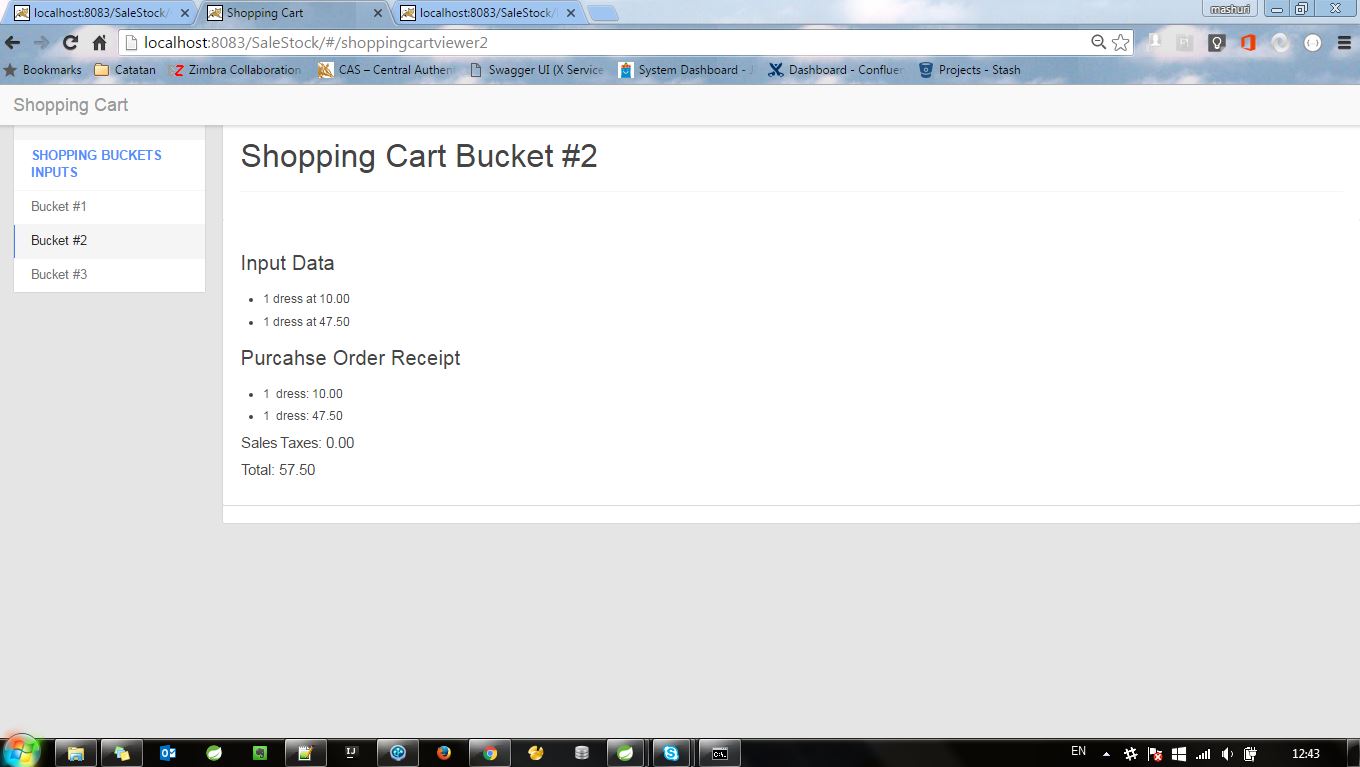 localhost:8083/SaleStock/
Shopping Cart
localhost:8083/SaleStock/
mashuri
localhost:8083/SaleStock/#/shoppingcartviewer2
Bookmarks Catatan Zimbra Collaboration CAS – Central Authen Swagger UI (X Service System Dashboard - Dashboard - Confluen Projects - Stash
Shopping Cart
SHOPPING BUCKETS
INPUTS
Bucket #1
Bucket #2
Bucket #3
Shopping Cart Bucket #2
Input Data
1 dress at 10.00
1 dress at 47.50
Purcahse Order Receipt
1 dress: 10.00
1 dress: 47.50
Sales Taxes: 0.00
Total: 57.50
EN
12:43